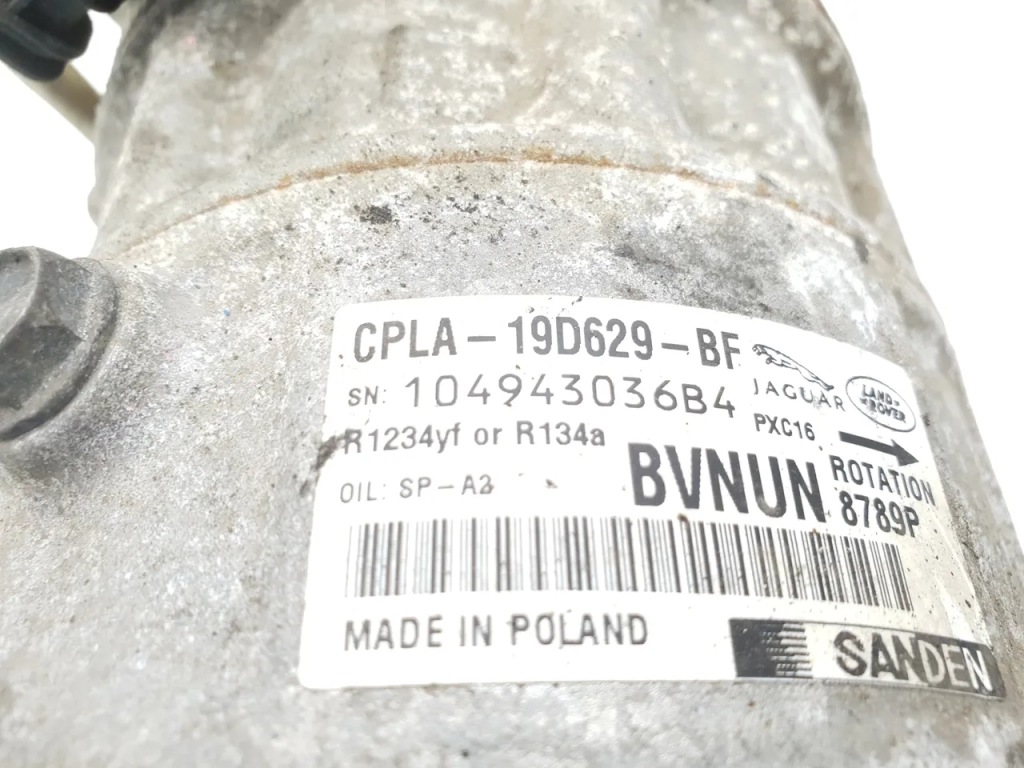 CPLA-19D629-BF
JAGUAR
LAND-ROVER
SN: 104943036B4
PXC16
R1234yf or R134a
BVNUN
ROTATION
8789P
OIL: SP-A2
MADE IN POLAND
SANDEN